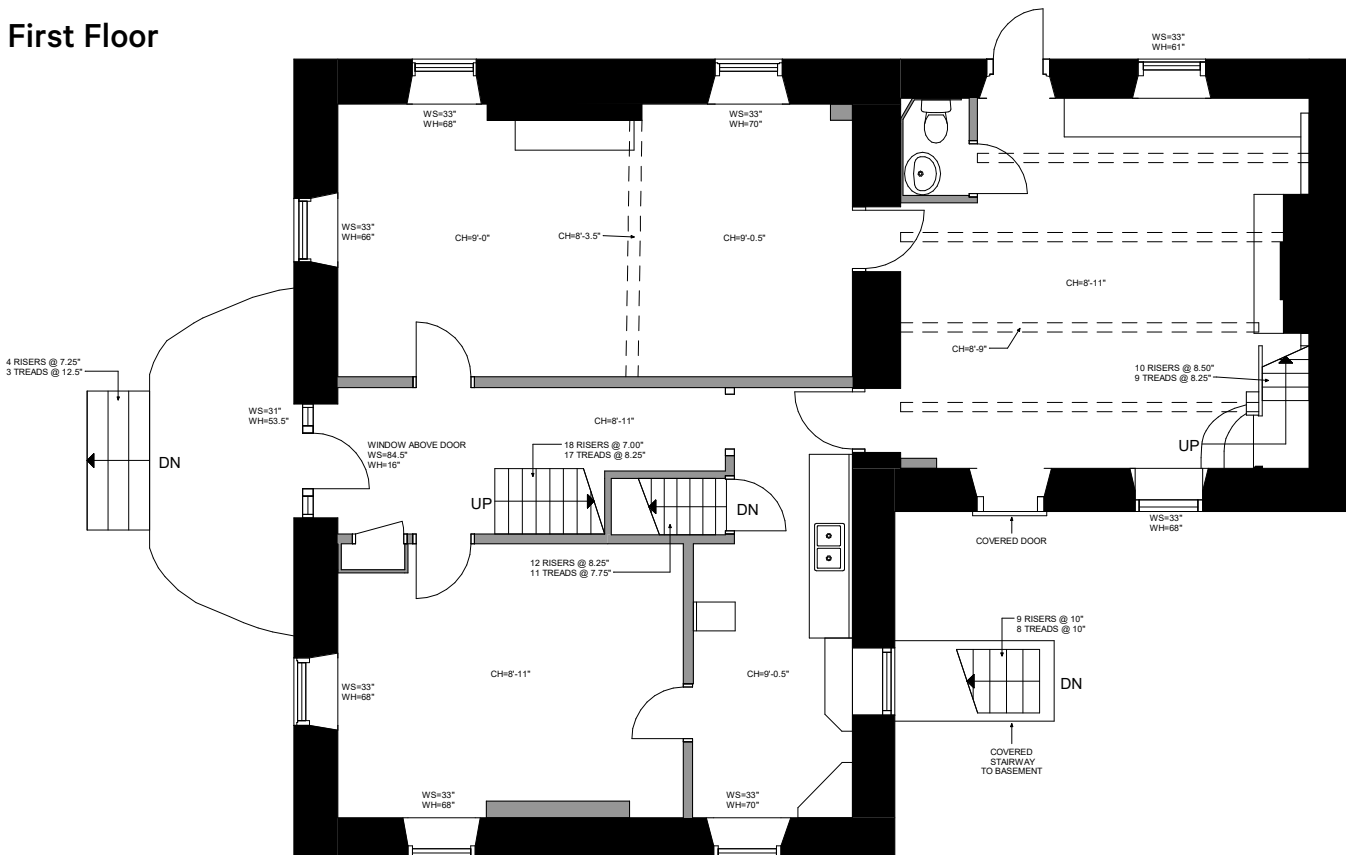 First Floor
WS=33"
WH=61"
WS=33"
WH=68"
WS=33"
WH=70"
WS=33"
WH=66"
CH=9'-0"
CH=8'-3.5"
CH=9'-0.5"
CH=8'-11"
CH=8'-9"
4 RISERS @ 7.25"
3 TREADS @ 12.5"
10 RISERS @ 8.50"
9 TREADS @ 8.25"
WS=31"
WH=53.5"
CH=8'-11"
WINDOW ABOVE DOOR
WS=84.5"
WH=16"
18 RISERS @ 7.00"
17 TREADS @ 8.25"
UP
DN
UP
DN
WS=33"
WH=68"
COVERED DOOR
12 RISERS @ 8.25"
11 TREADS @ 7.75"
9 RISERS @ 10"
8 TREADS @ 10"
CH=8'-11"
CH=9'-0.5"
WS=33"
WH=68"
DN
COVERED
STAIRWAY
TO BASEMENT
WS=33"
WH=68"
WS=33"
WH=70"